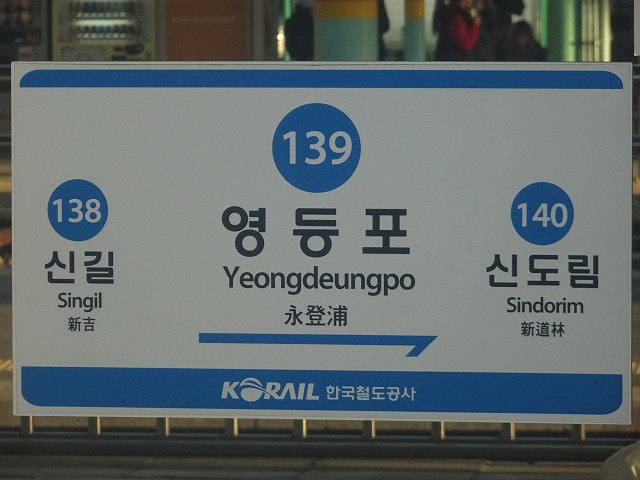 139
영등포
Yeongdeungpo
永登浦
138
신길
Singil
新吉
140
신도림
Sindorim
新道林
KORAIL 한국철도공사